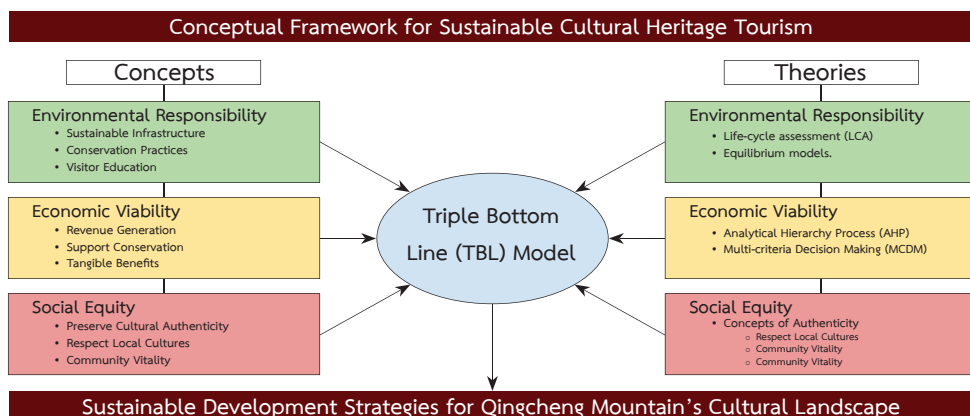 Conceptual Framework for Sustainable Cultural Heritage Tourism
Concepts
Environmental Responsibility
• Sustainable Infrastructure
• Conservation Practices
• Visitor Education
Economic Viability
• Revenue Generation
• Support Conservation
• Tangible Benefits
Social Equity
• Preserve Cultural Authenticity
• Respect Local Cultures
• Community Vitality
Triple Bottom
Line (TBL) Model
Theories
Environmental Responsibility
• Life-cycle assessment (LCA)
• Equilibrium models.
Economic Viability
• Analytical Hierarchy Process (AHP)
• Multi-criteria Decision Making (MCDM)
Social Equity
• Concepts of Authenticity
o Respect Local Cultures
o Community Vitality
o Community Vitality
Sustainable Development Strategies for Qingcheng Mountain's Cultural Landscape